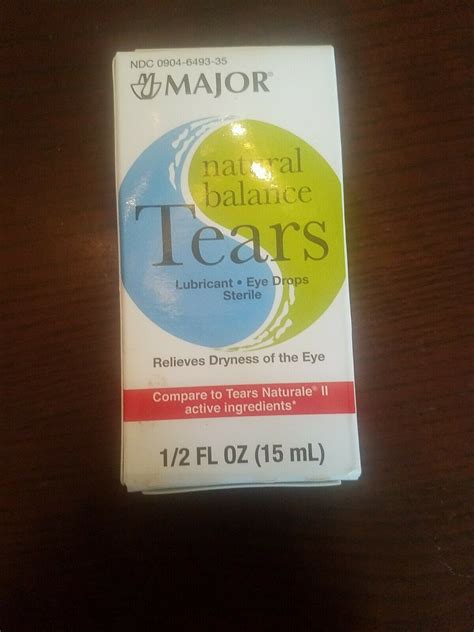 NDC 0904-6493-35
MAJOR®
natural
balance
Tears
Lubricant • Eye Drops
Sterile
Relieves Dryness of the Eye
Compare to Tears Naturale® II
active ingredients*
1/2 FL OZ (15 mL)